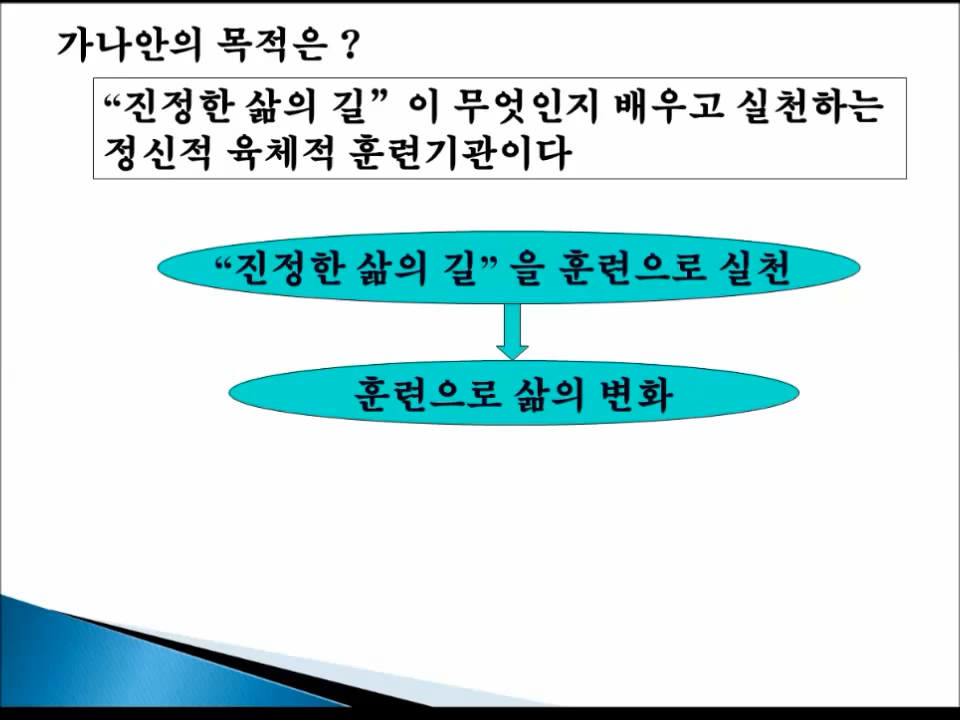 가나안의 목적은 ?
“진정한 삶의 길” 이 무엇인지 배우고 실천하는
정신적 육체적 훈련기관이다
“진정한 삶의 길” 을 훈련으로 실천
훈련으로 삶의 변화